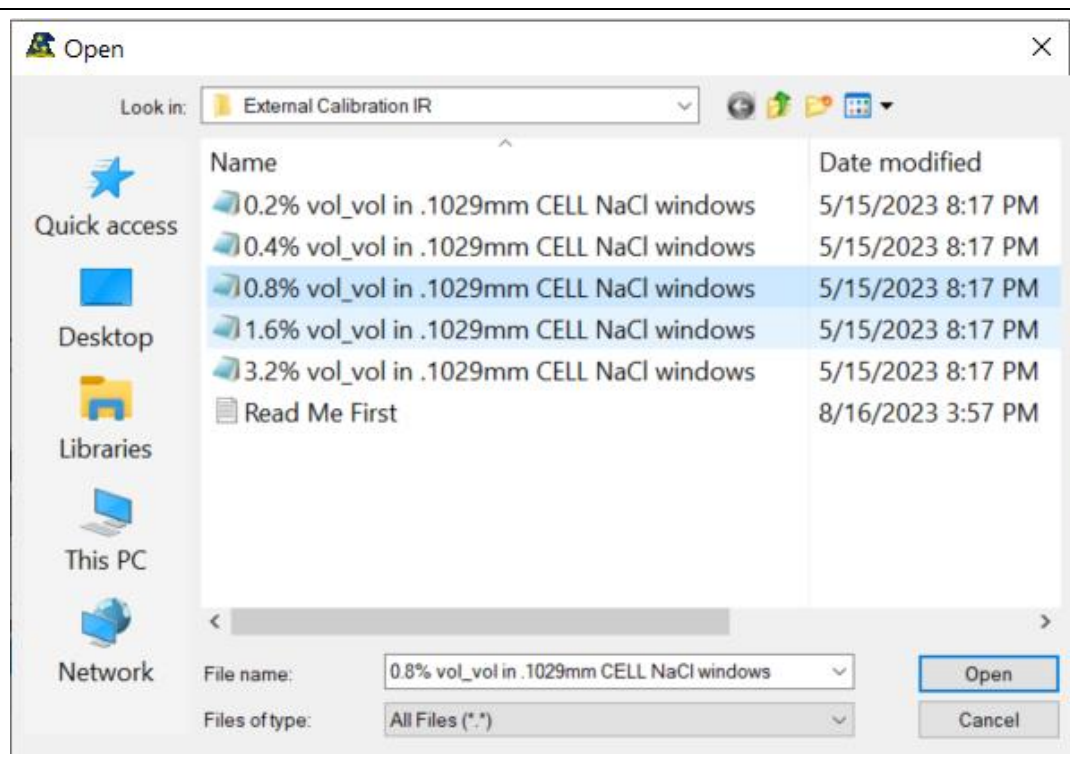 Open
Look in: External Calibration IR
Name Date modified
0.2% vol_vol in .1029mm CELL NaCl windows 5/15/2023 8:17 PM
Quick access
0.4% vol_vol in .1029mm CELL NaCl windows 5/15/2023 8:17 PM
0.8% vol_vol in .1029mm CELL NaCl windows 5/15/2023 8:17 PM
Desktop
1.6% vol_vol in .1029mm CELL NaCl windows 5/15/2023 8:17 PM
3.2% vol_vol in .1029mm CELL NaCl windows 5/15/2023 8:17 PM
Read Me First 8/16/2023 3:57 PM
Libraries
This PC
Network
File name: 0.8% vol_vol in .1029mm CELL NaCl windows Open
Files of type: All Files (*.*) Cancel